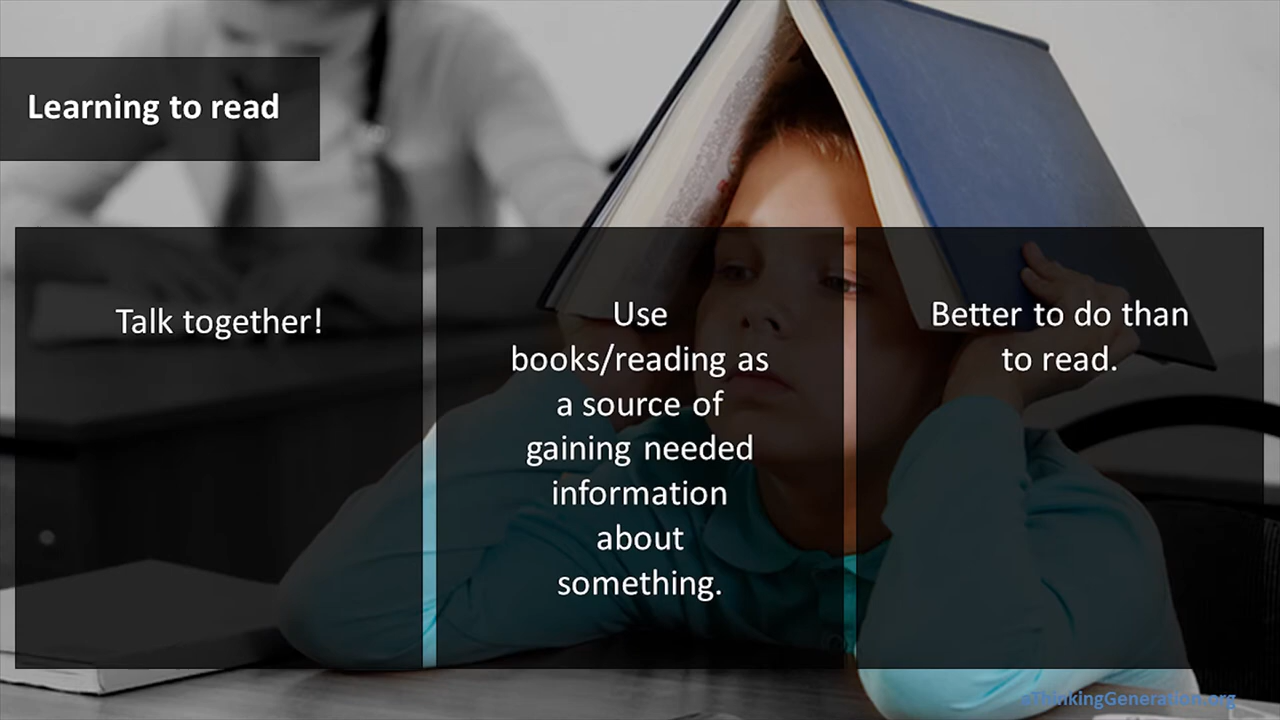 Learning to read
Talk together!
Use
books/reading as
a source of
gaining needed
information
about
something.
Better to do than
to read.
aThinkingGeneration.org